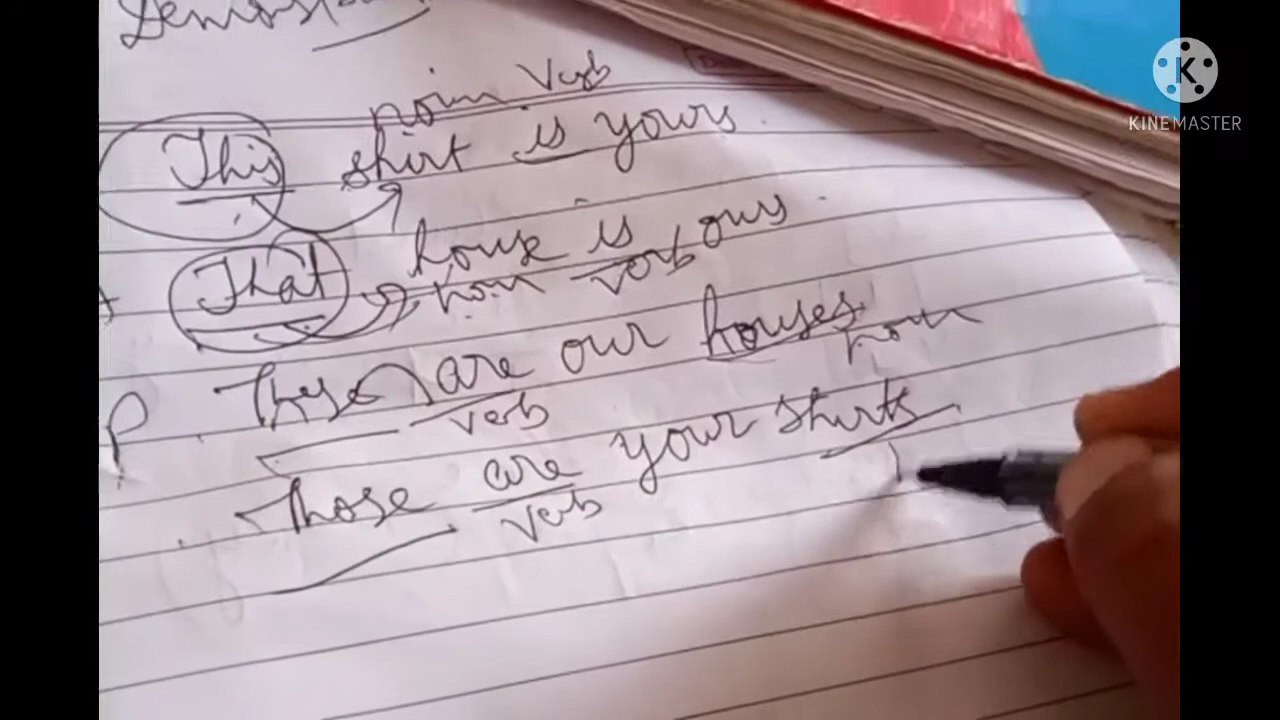 noun Verb
This shirt is yours.
That house is ours.
noun verb
These are our houses
verb noun
P
Those are your shirts
verb
KINEMASTER